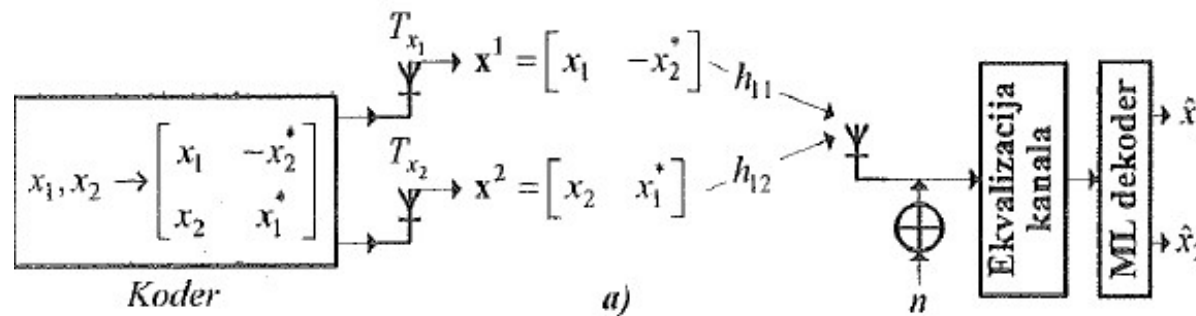 x₁, x₂ → [ x₁ -x₂* ; x₂ x₁* ]
Koder
Tₓ₁
x¹ = [ x₁ -x₂* ]
h₁₁
Tₓ₂
x² = [ x₂ x₁* ]
h₁₂
n
Ekvalizacija
kanala
ML dekoder
x̂
x̂₂
a)